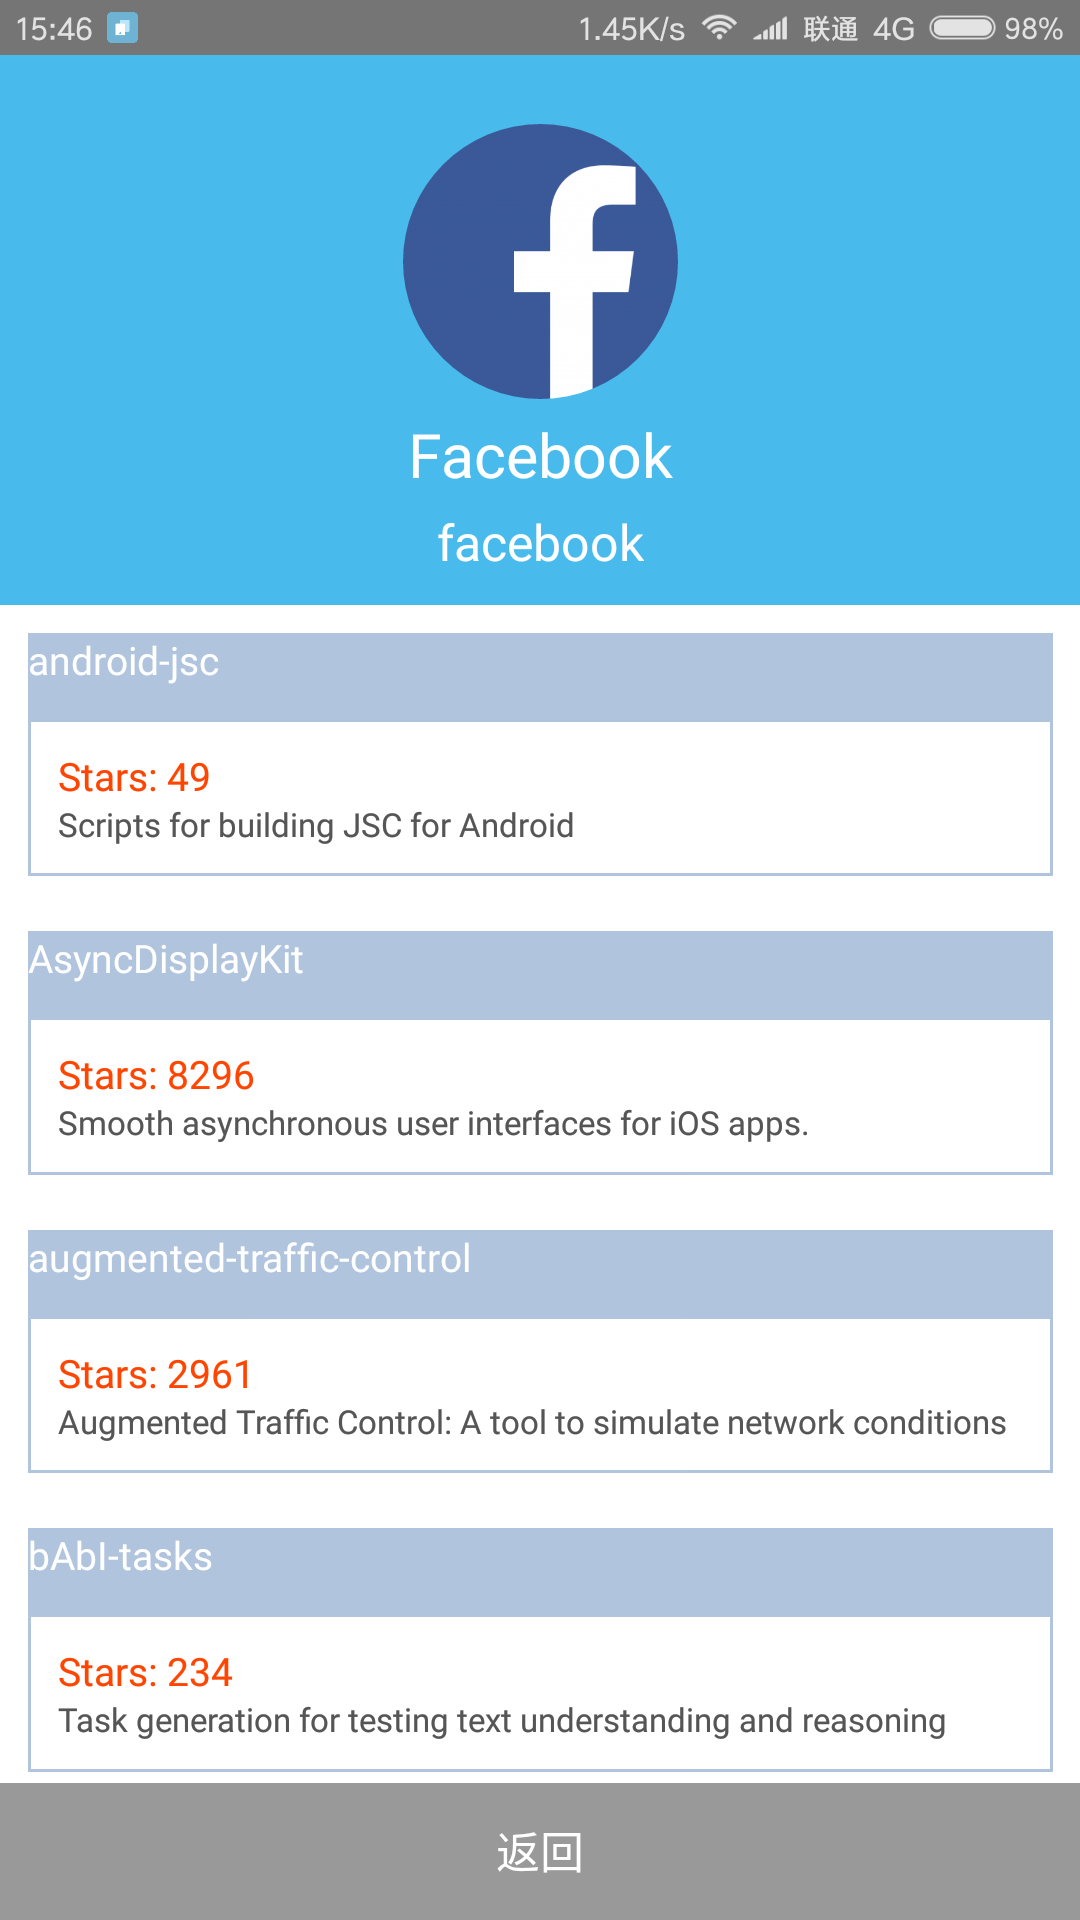 15:46 1.45K/s 联通 4G 98%
Facebook
facebook
android-jsc
Stars: 49
Scripts for building JSC for Android
AsyncDisplayKit
Stars: 8296
Smooth asynchronous user interfaces for iOS apps.
augmented-traffic-control
Stars: 2961
Augmented Traffic Control: A tool to simulate network conditions
bAbI-tasks
Stars: 234
Task generation for testing text understanding and reasoning
返回